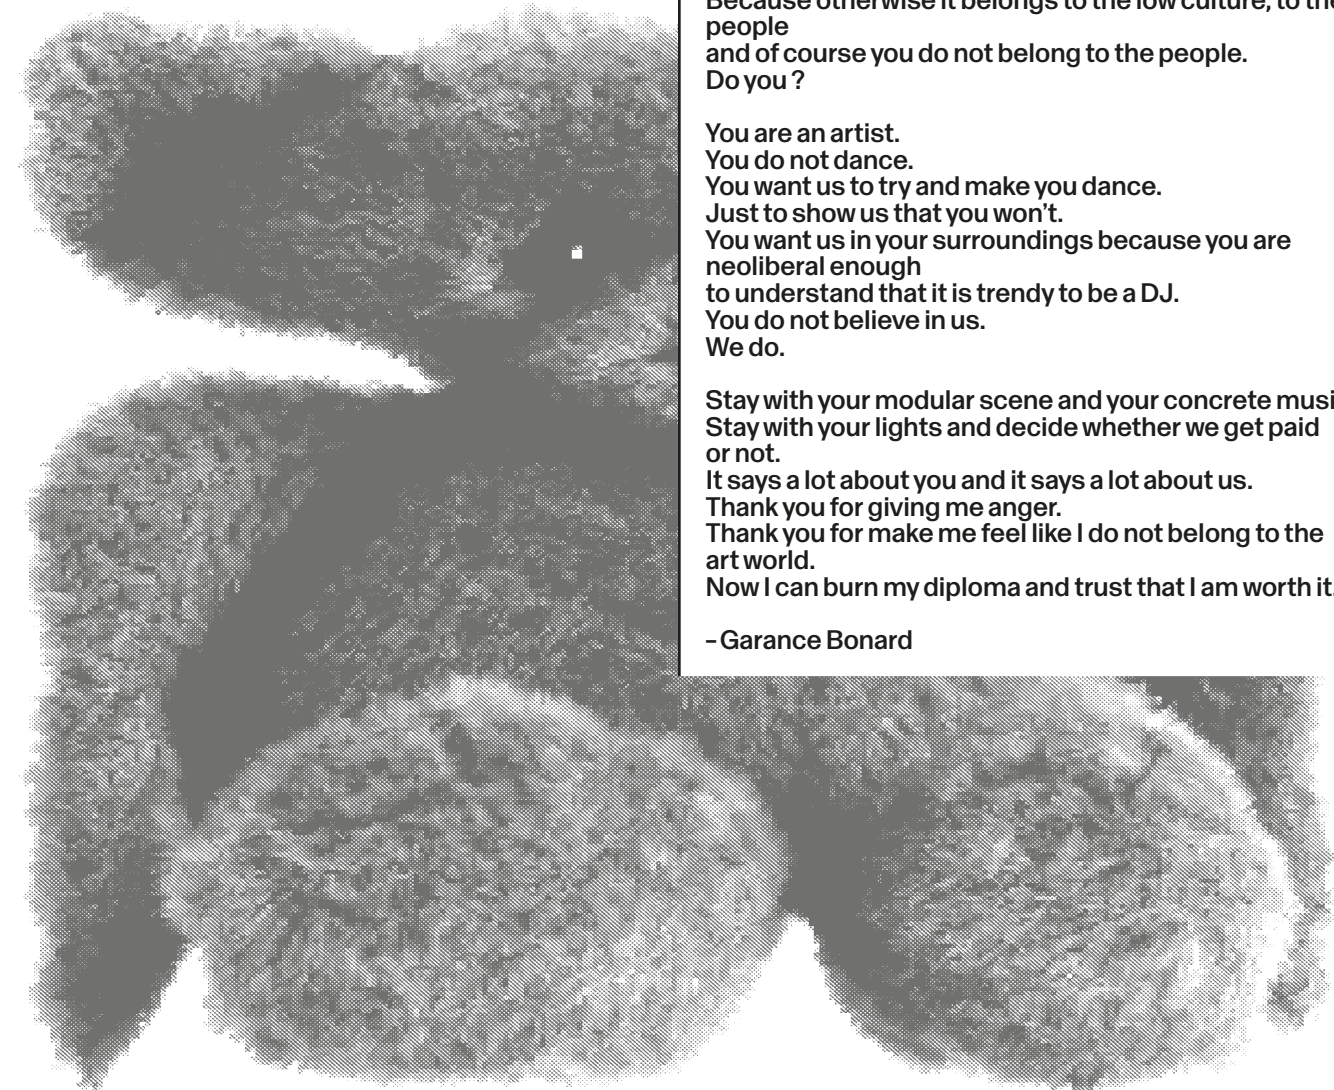 Because otherwise it belongs to the low culture, to the
people
and of course you do not belong to the people.
Do you ?
You are an artist.
You do not dance.
You want us to try and make you dance.
Just to show us that you won't.
You want us in your surroundings because you are
neoliberal enough
to understand that it is trendy to be a DJ.
You do not believe in us.
We do.
Stay with your modular scene and your concrete musi
Stay with your lights and decide whether we get paid
or not.
It says a lot about you and it says a lot about us.
Thank you for giving me anger.
Thank you for make me feel like I do not belong to the
art world.
Now I can burn my diploma and trust that I am worth it.
– Garance Bonard